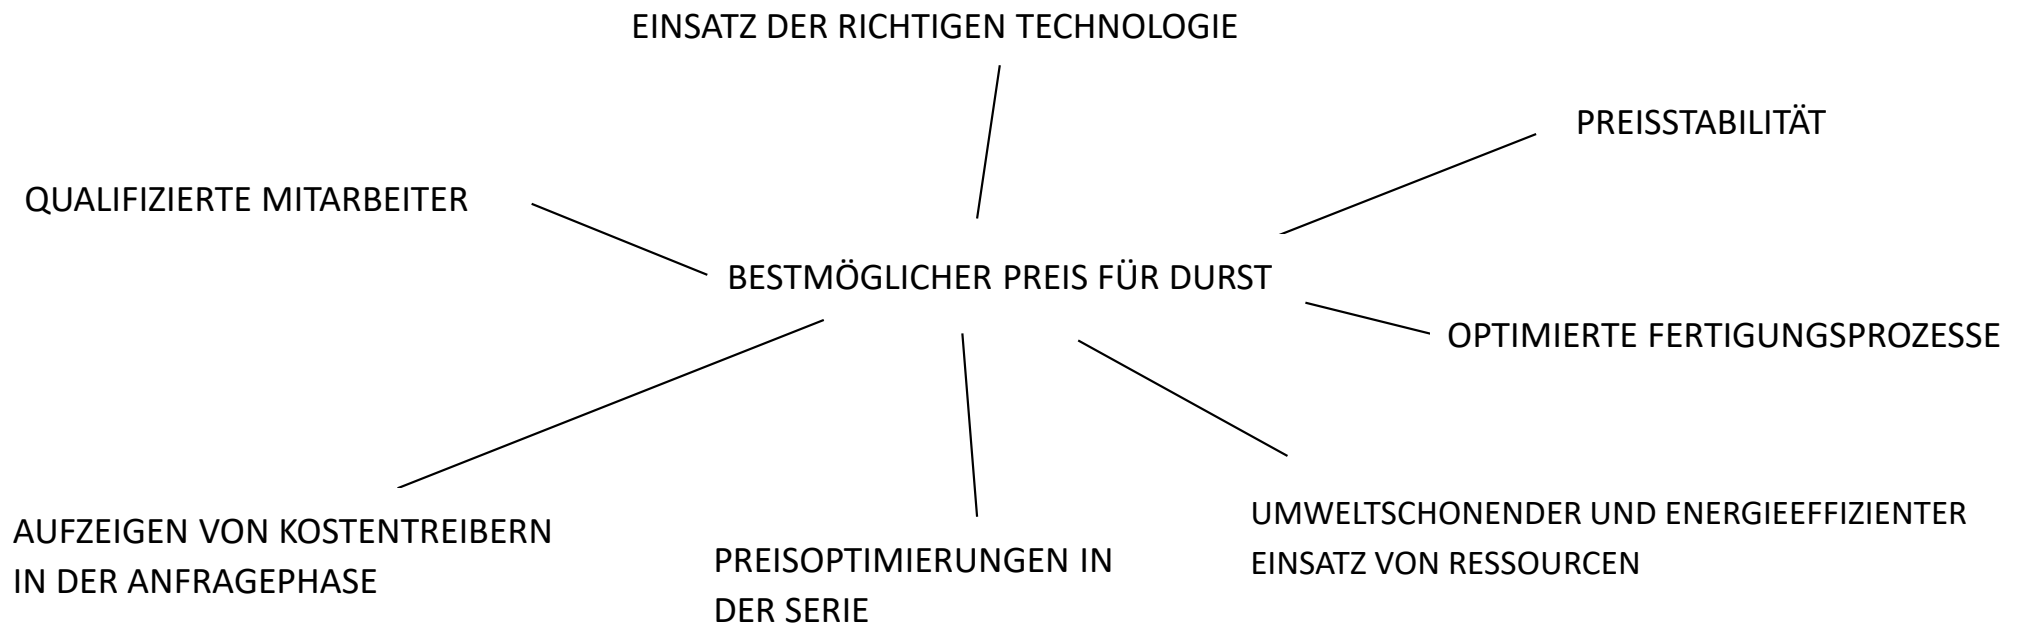 EINSATZ DER RICHTIGEN TECHNOLOGIE
PREISSTABILITÄT
QUALIFIZIERTE MITARBEITER
BESTMÖGLICHER PREIS FÜR DURST
OPTIMIERTE FERTIGUNGSPROZESSE
AUFZEIGEN VON KOSTENTREIBERN
IN DER ANFRAGEPHASE
PREISOPTIMIERUNGEN IN
DER SERIE
UMWELTSCHONENDER UND ENERGIEEFFIZIENTER
EINSATZ VON RESSOURCEN